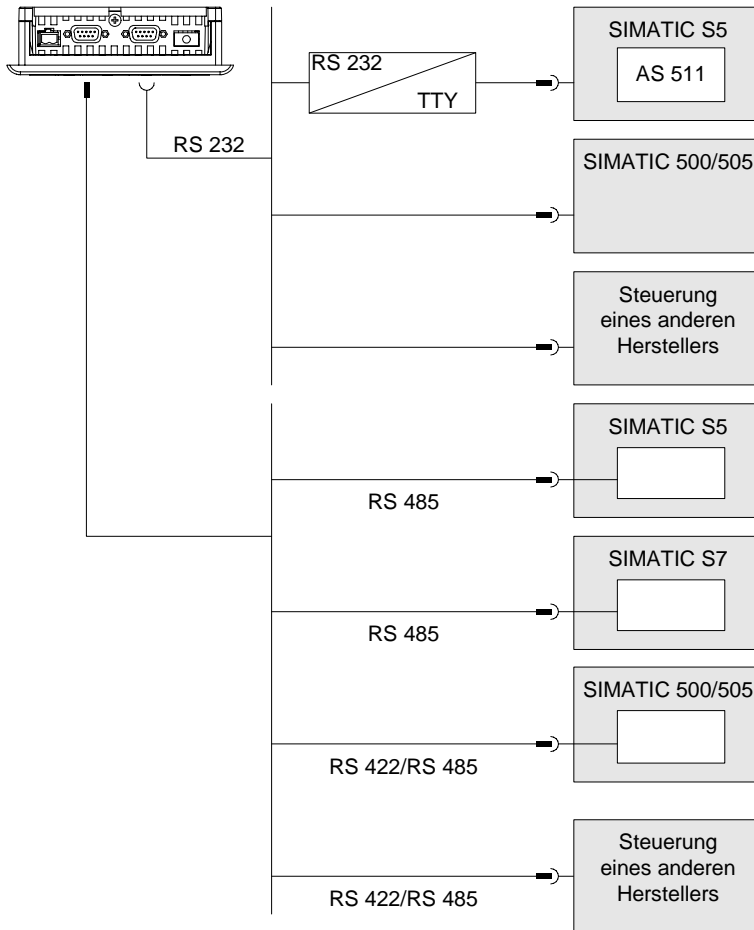 SIMATIC S5
RS 232
AS 511
TTY
RS 232
SIMATIC 500/505
Steuerung
eines anderen
Herstellers
SIMATIC S5
RS 485
SIMATIC S7
RS 485
SIMATIC 500/505
RS 422/RS 485
Steuerung
eines anderen
Herstellers
RS 422/RS 485